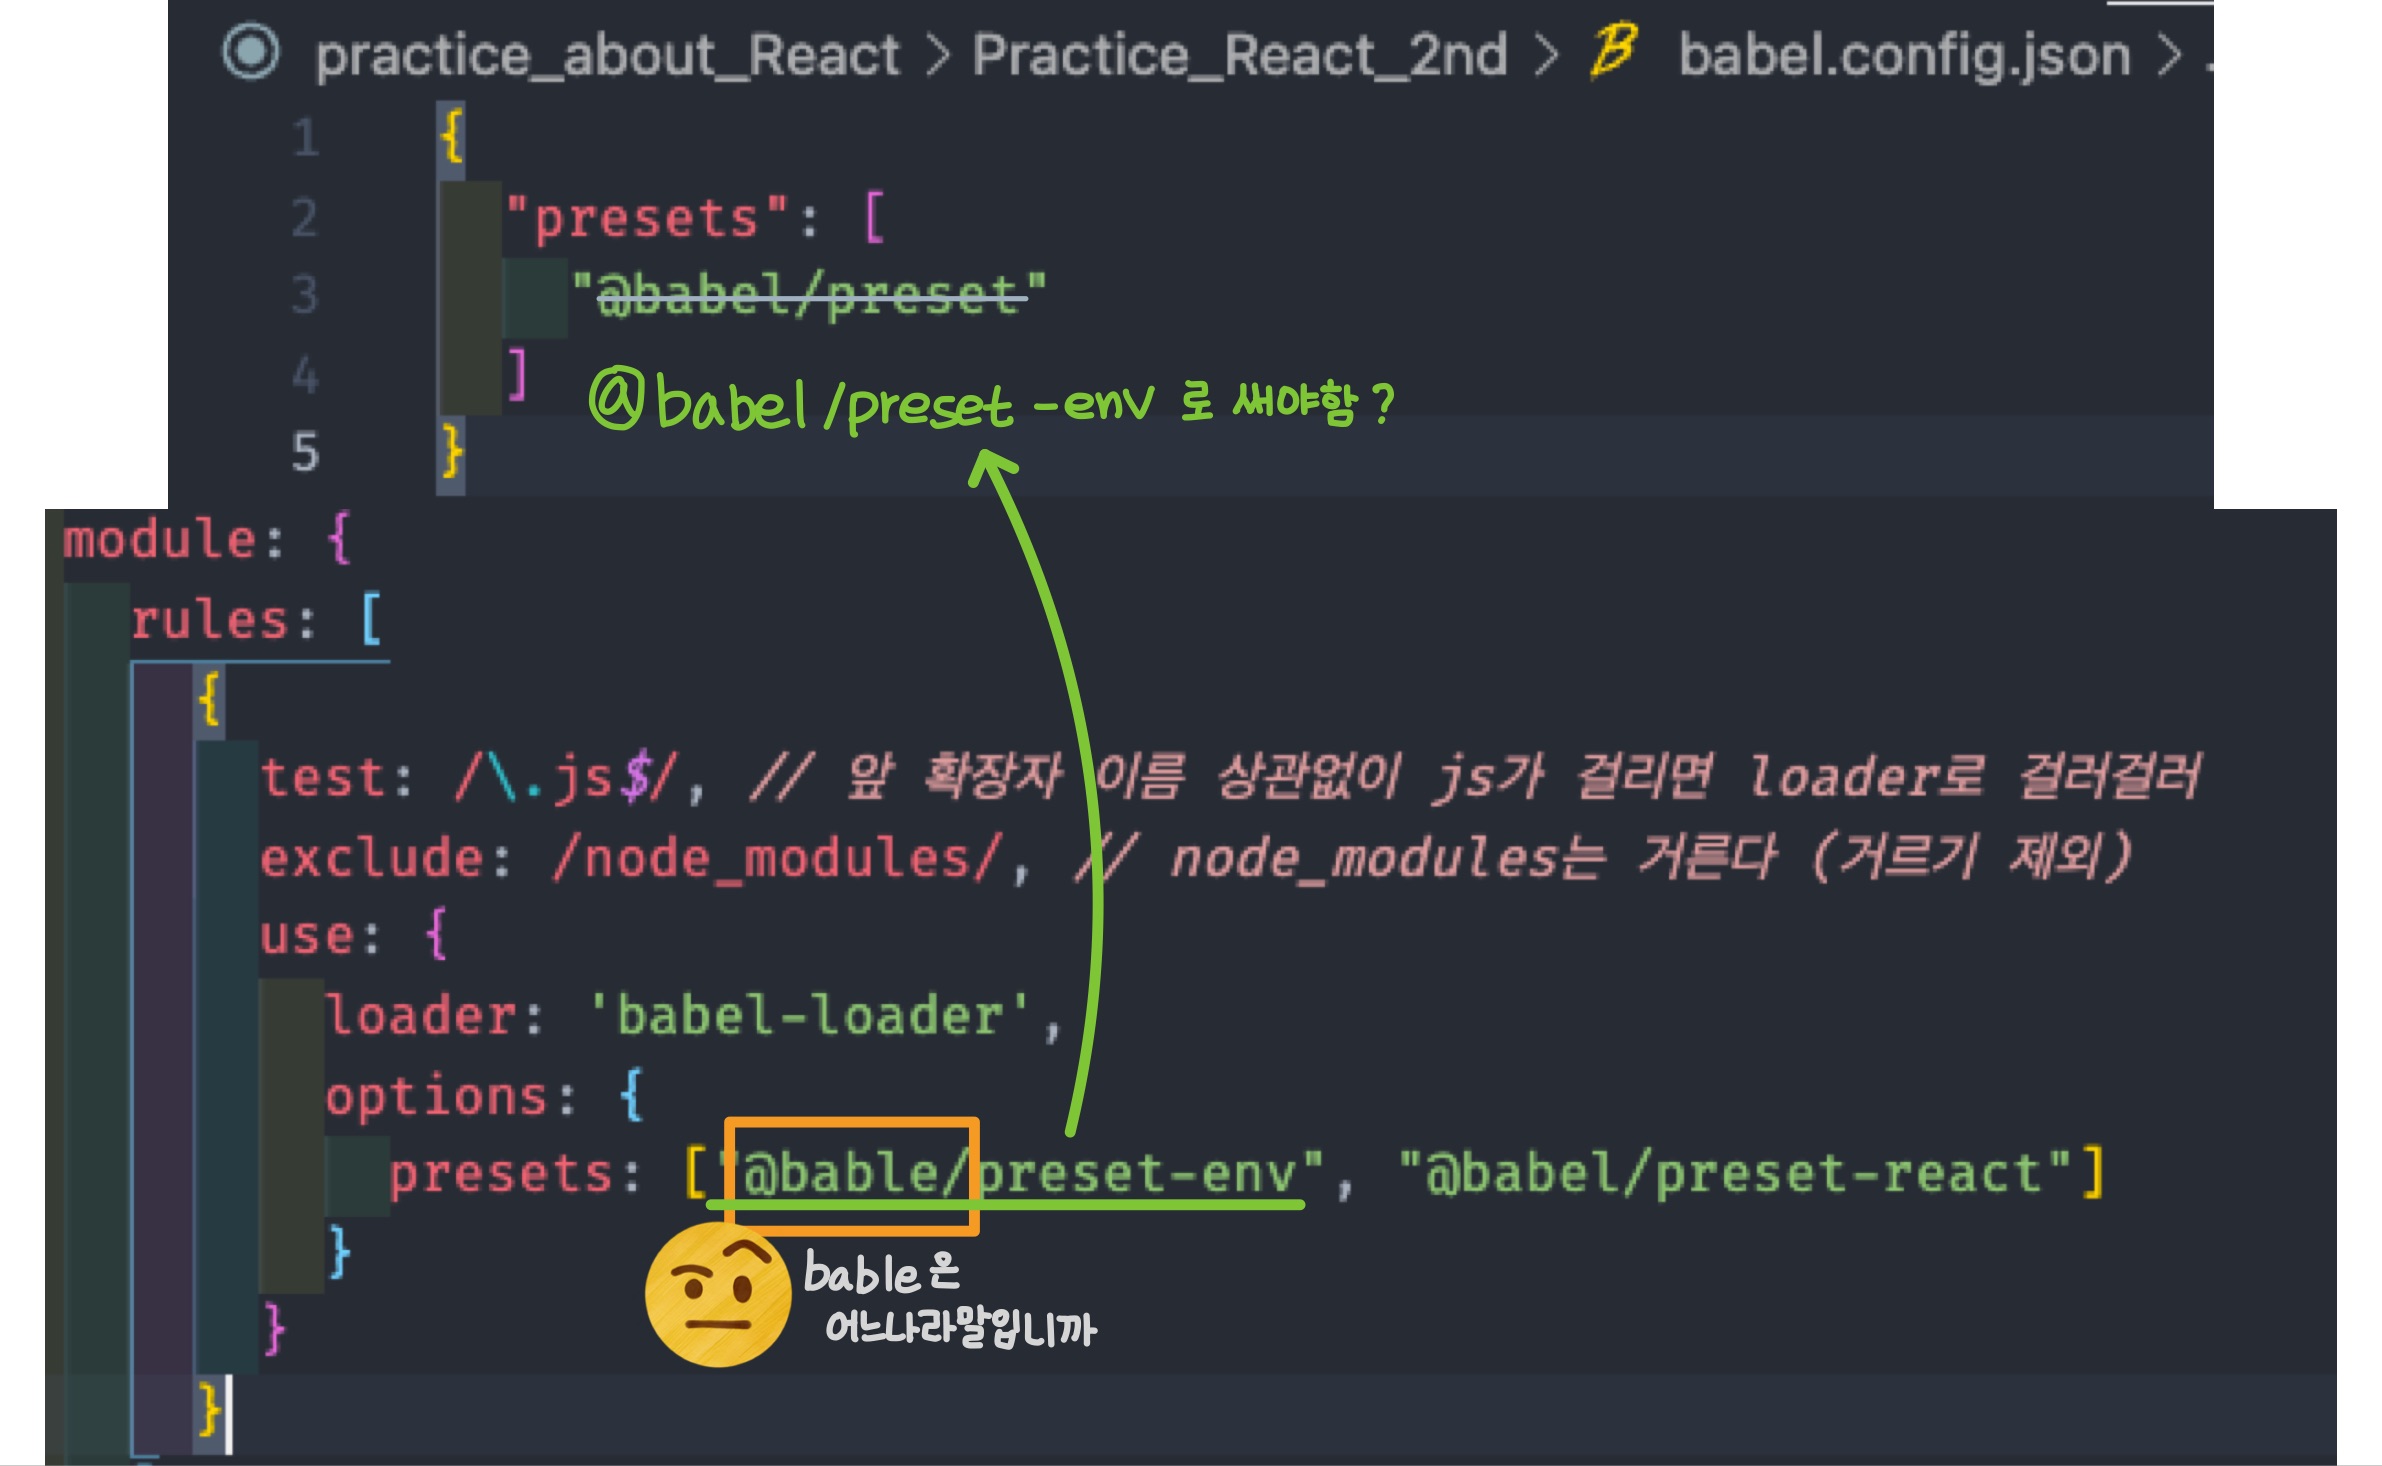 practice_about_React > Practice_React_2nd > babel.config.json > .
1 {
2 "presets": [
3 "@babel/preset"
4 ]
@babel/preset-env 로 써야함?
5 }
module: {
rules: [
{
test: /\.js$/, // 앞 확장자 이름 상관없이 js가 걸리면 loader로 걸러걸러
exclude: /node_modules/, // node_modules는 거른다 (거르기 제외)
use: {
loader: 'babel-loader',
options: {
presets: ["@bable/preset-env", "@babel/preset-react"]
}
bable은
어느나라말입니까
}
}